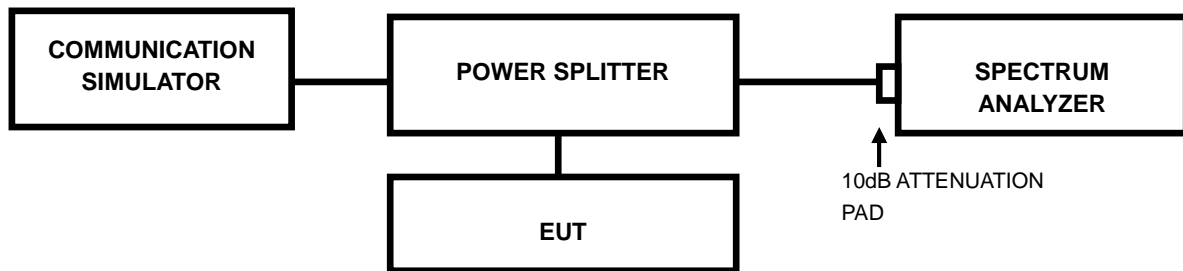 COMMUNICATION
SIMULATOR
POWER SPLITTER
SPECTRUM
ANALYZER
10dB ATTENUATION
PAD
EUT